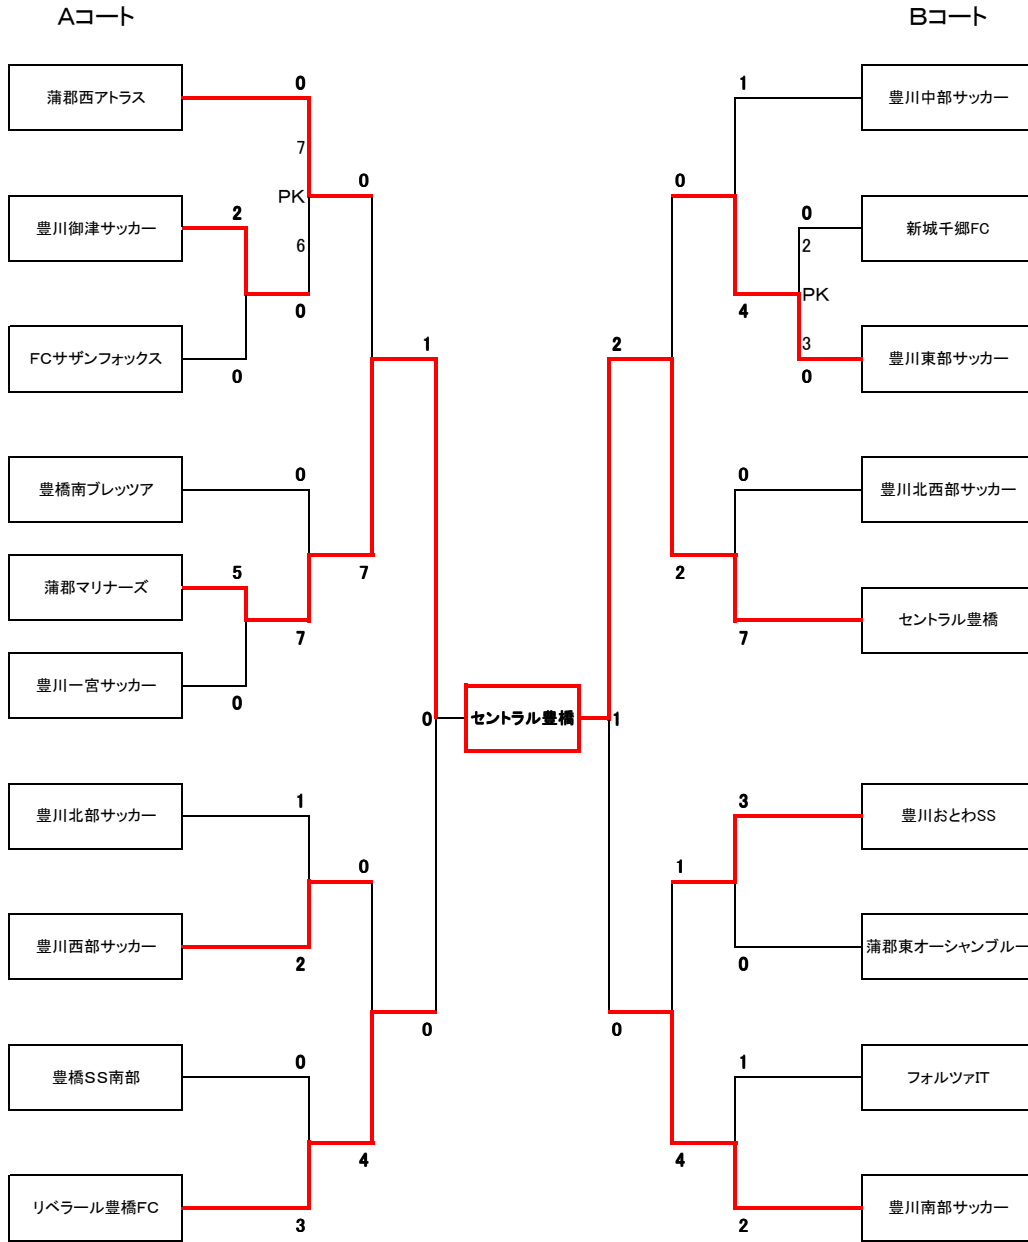 Aコート
Bコート
0
蒲郡西アトラス
7
PK
0
2
豊川御津サッカー
6
0
FCサザンフォックス
0
1
0
豊橋南ブレッツア
7
5
蒲郡マリナーズ
7
豊川一宮サッカー
0
0
セントラル豊橋
1
1
豊川北部サッカー
0
豊川西部サッカー
2
0
0
豊橋SS南部
4
リベラール豊橋FC
3
1
豊川中部サッカー
0
0
新城千郷FC
2
PK
4
3
豊川東部サッカー
0
2
0
豊川北西部サッカー
2
セントラル豊橋
7
3
豊川おとわSS
1
蒲郡東オーシャンブルー
0
0
1
フォルツァIT
4
豊川南部サッカー
2